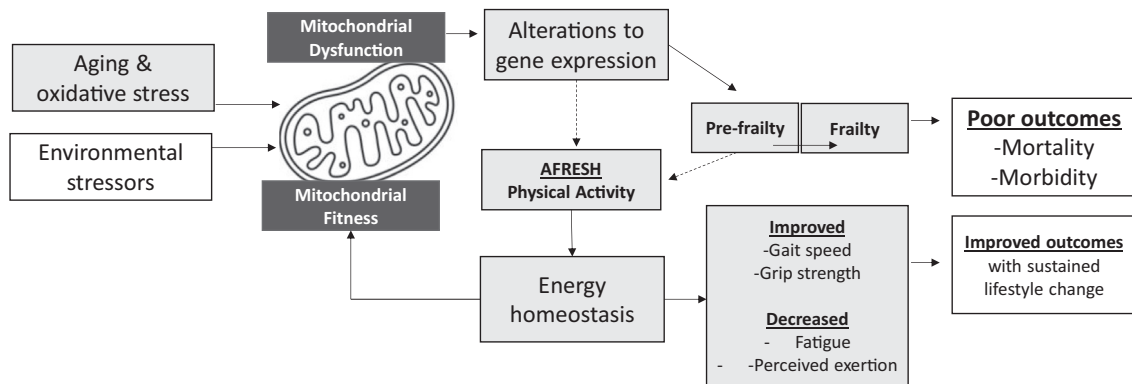 Aging &
oxidative stress
Environmental
stressors
Mitochondrial
Dysfunction
Mitochondrial
Fitness
Alterations to
gene expression
AFRESH
Physical Activity
Energy
homeostasis
Pre-frailty
Frailty
Poor outcomes
-Mortality
-Morbidity
Improved
-Gait speed
-Grip strength
Decreased
- Fatigue
- -Perceived exertion
Improved outcomes
with sustained
lifestyle change